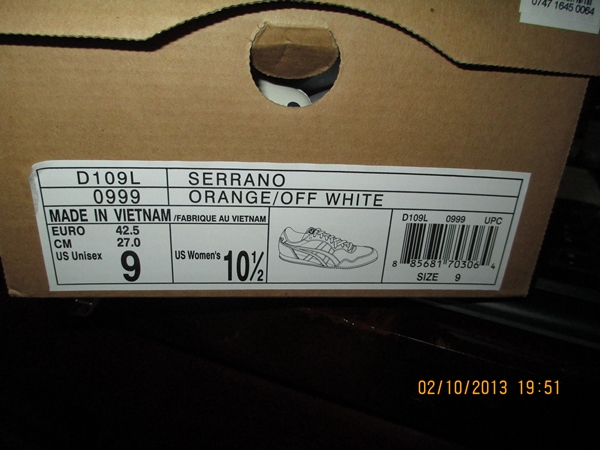 0747 1645 0064
D109L SERRANO
0999 ORANGE/OFF WHITE
MADE IN VIETNAM /FABRIQUE AU VIETNAM
EURO 42.5
CM 27.0
US Unisex 9
US Women's 10½
D109L 0999 UPC
8 85681 70306 4
SIZE 9
02/10/2013 19:51